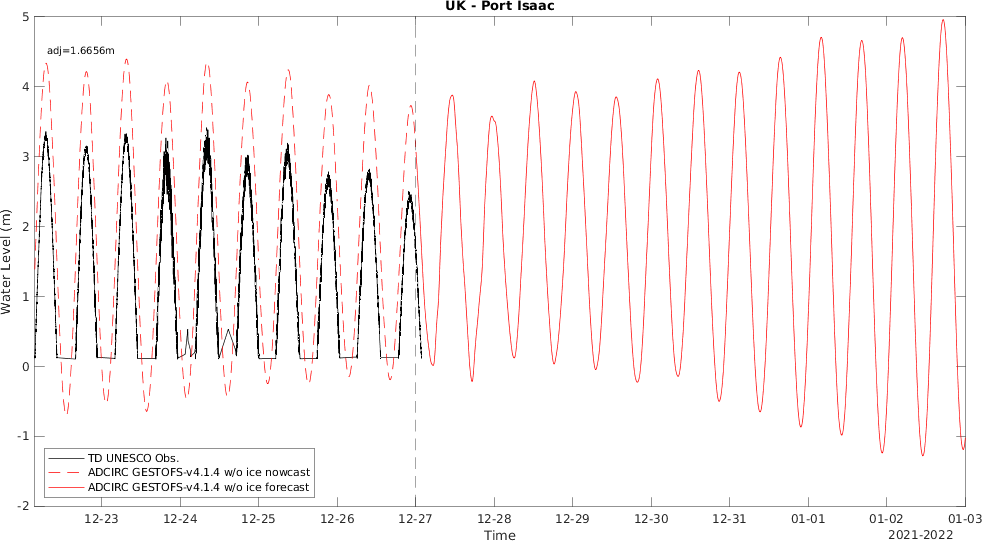 UK - Port Isaac
5
4
3
2
1
0
-1
-2
Water Level (m)
adj=1.6656m
TD UNESCO Obs.
ADCIRC GESTOFS-v4.1.4 w/o ice nowcast
ADCIRC GESTOFS-v4.1.4 w/o ice forecast
12-23 12-24 12-25 12-26 12-27 12-28 12-29 12-30 12-31 01-01 01-02 01-03
Time
2021-2022